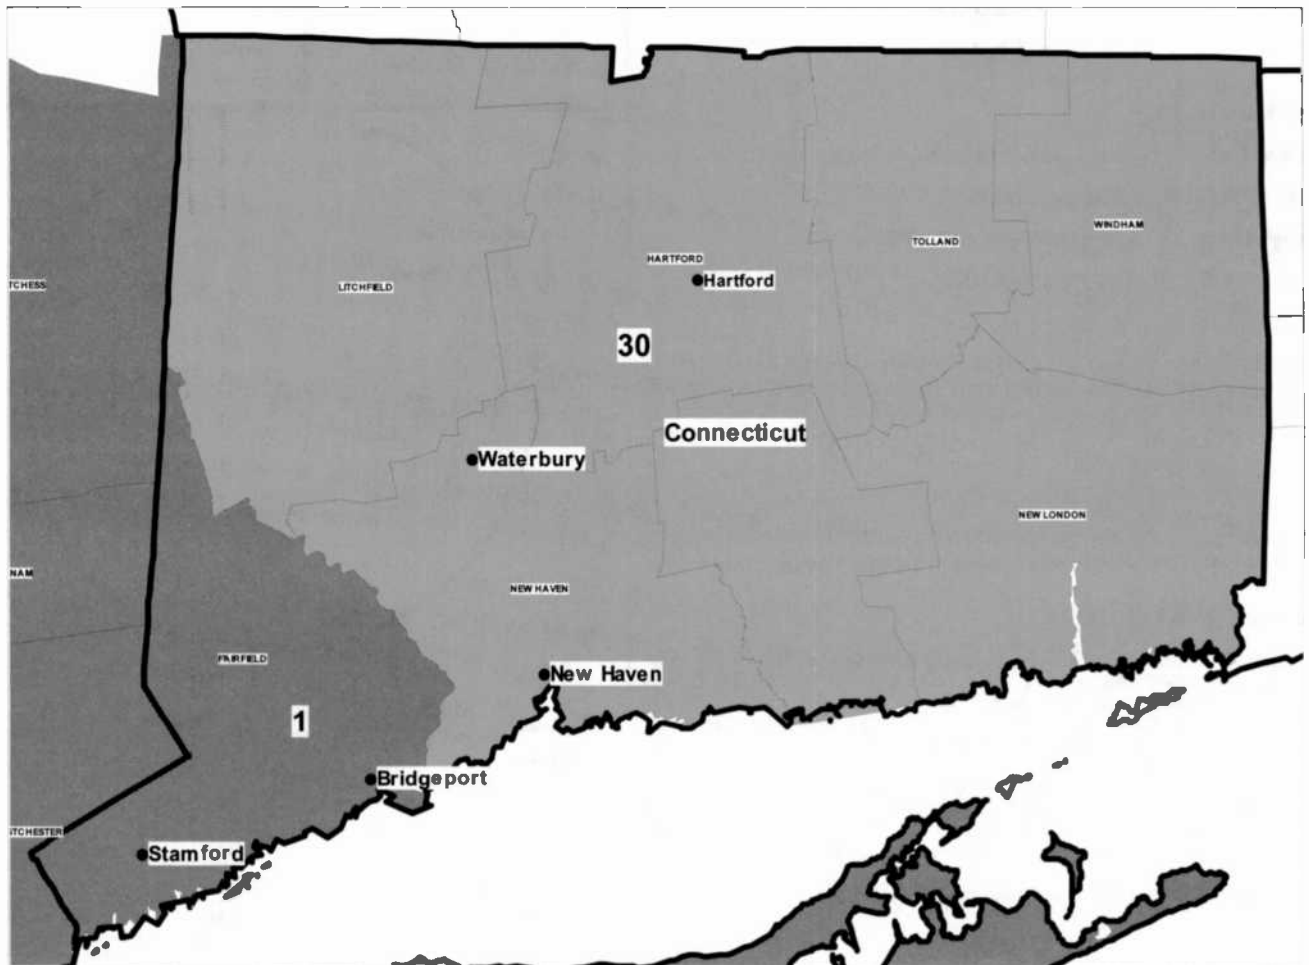 WINDHAM
TOLLAND
HARTFORD
Hartford
TCHESS
LITCHFIELD
30
Connecticut
Waterbury
NEW LONDON
NAM
NEW HAVEN
FAIRFIELD
New Haven
1
Bridgeport
TCHESTER
Stamford